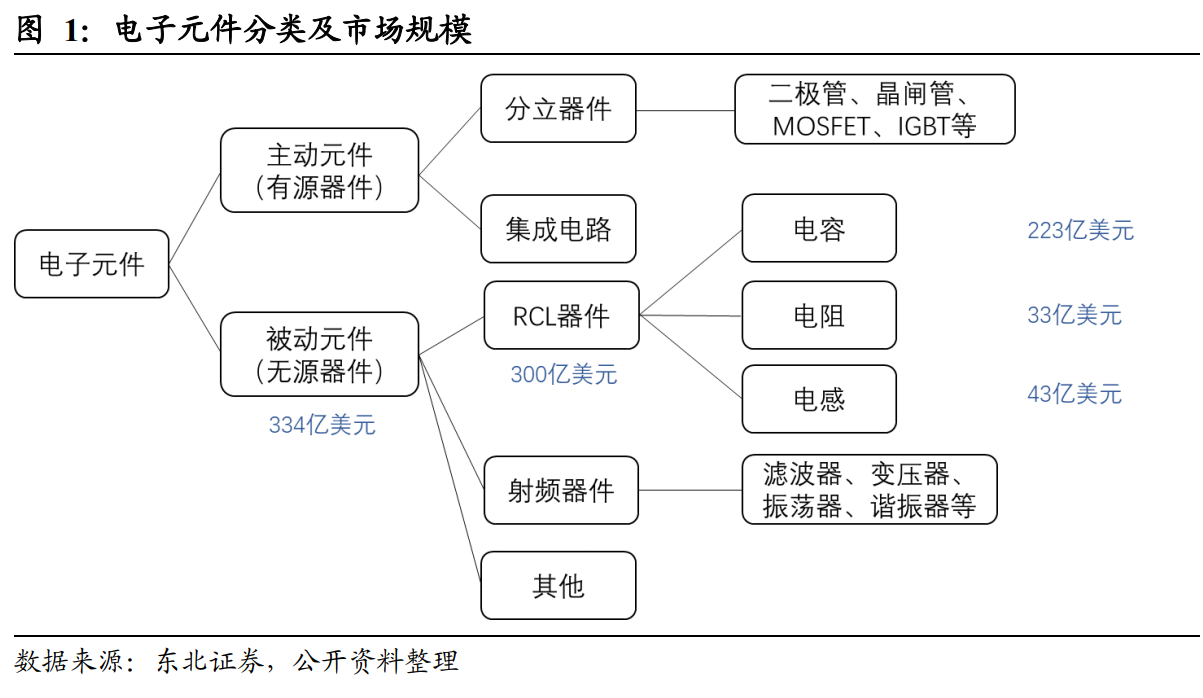 图 1：电子元件分类及市场规模
电子元件
主动元件
（有源器件）
被动元件
（无源器件）
334亿美元
分立器件
二极管、晶闸管、
MOSFET、IGBT等
集成电路
RCL器件
300亿美元
电容
223亿美元
电阻
33亿美元
电感
43亿美元
射频器件
滤波器、变压器、
振荡器、谐振器等
其他
数据来源：东北证券，公开资料整理